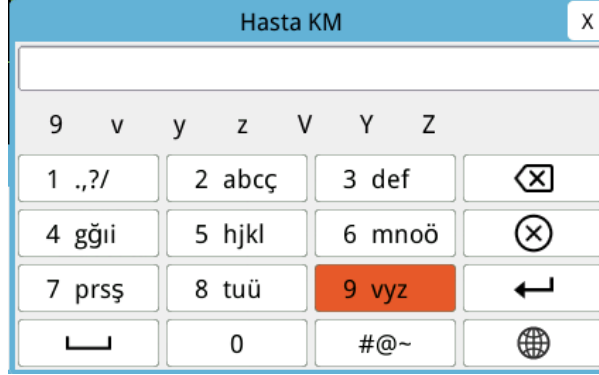 Hasta KM X
9 v y z V Y Z
1 .,?/ 2 abcç 3 def
4 gğıi 5 hjkl 6 mnoö
7 prsş 8 tuü 9 vyz
0 #@~